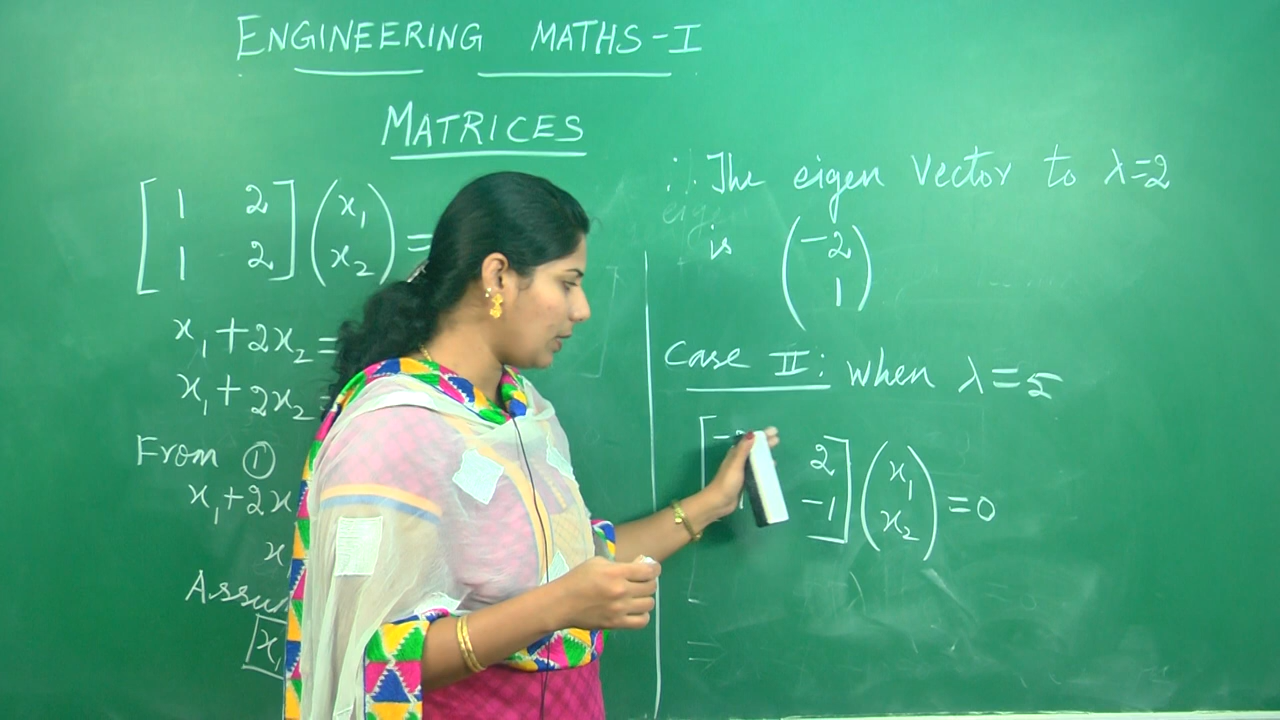 ENGINEERING MATHS-I
MATRICES
[1 2] (x₁) =
[1 2] (x₂)
x₁+2x₂=
x₁+2x₂=
From ①
x₁+2x
x
x₁
∴ The eigen vector to λ=2
is (-2
1)
Case II: when λ=5
2] (x₁) =0
-1] (x₂)
=